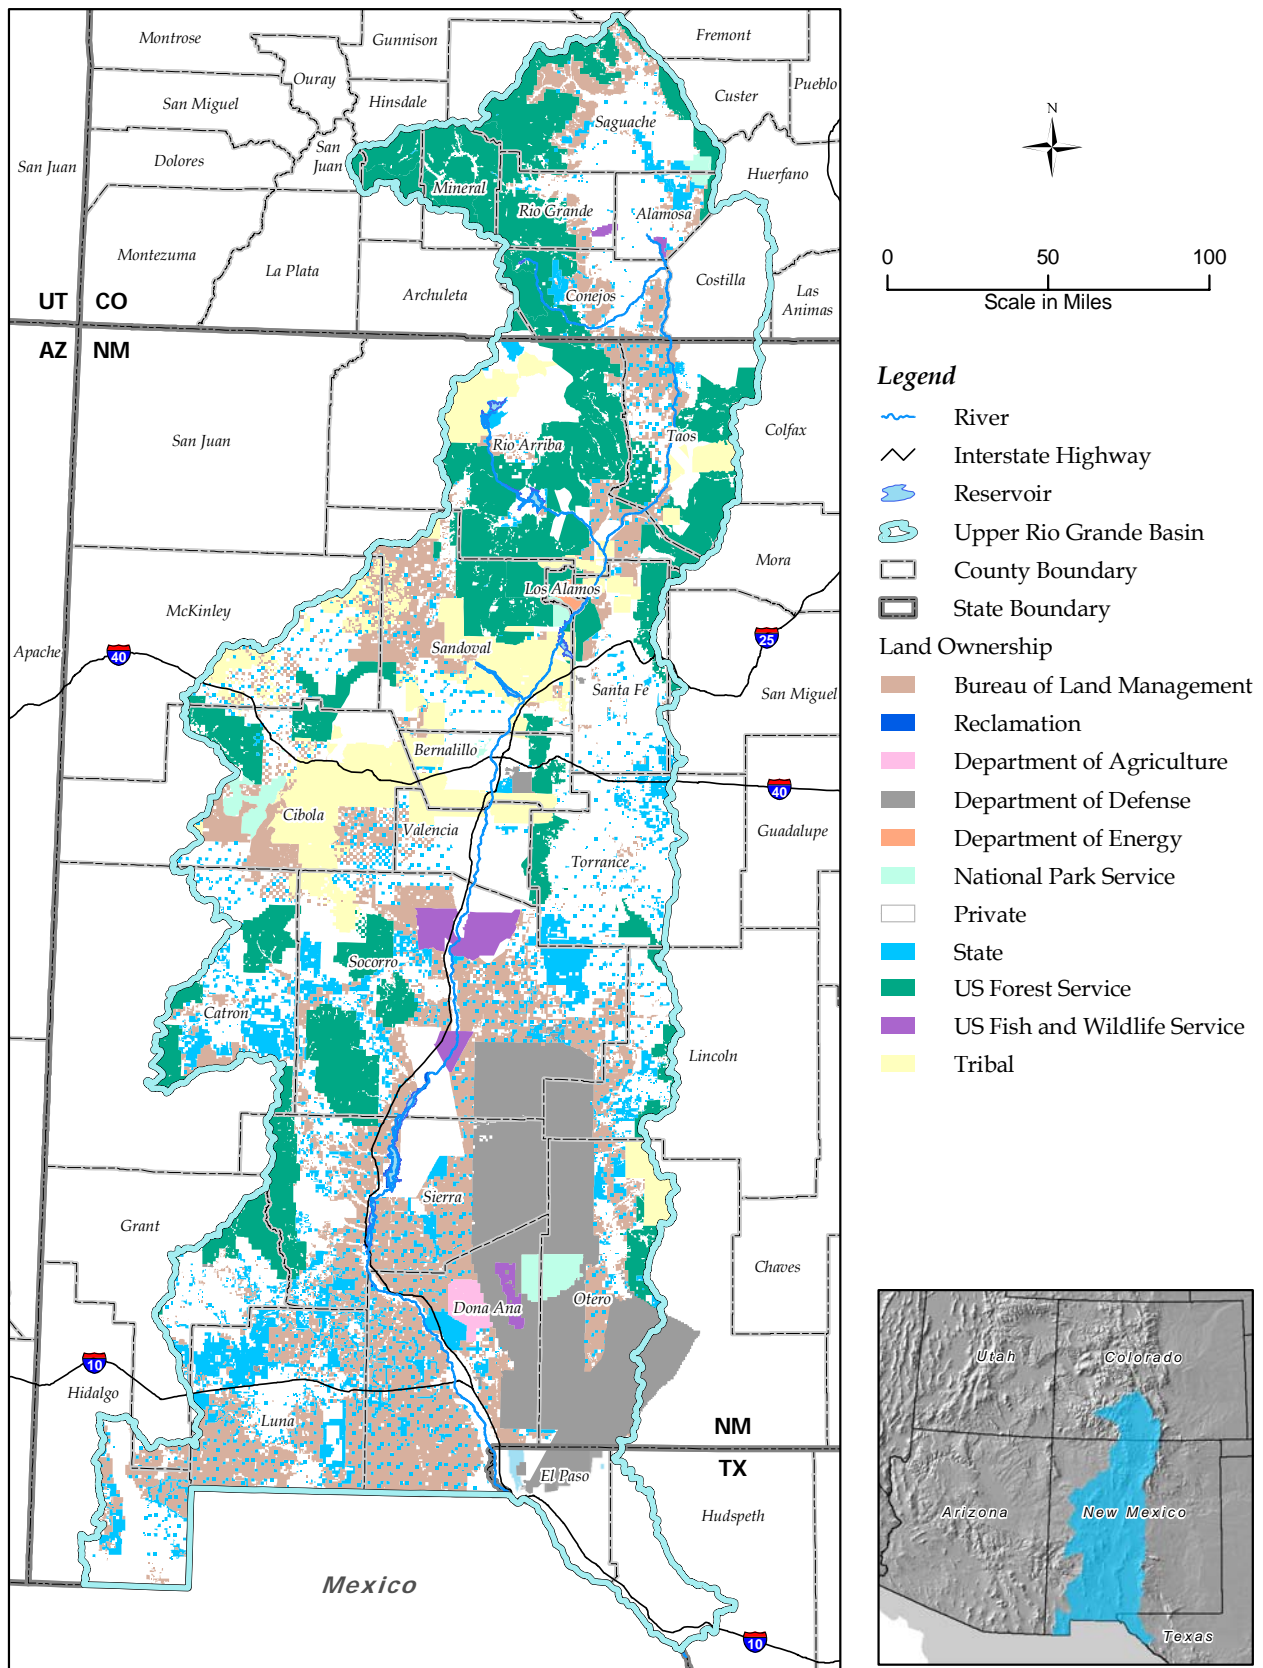 Montrose
Gunnison
Fremont
Ouray
Pueblo
San Miguel
Hinsdale
Custer
Saguache
San Juan
Dolores
San
Juan
Mineral
Huerfano
Rio Grande
Alamosa
Montezuma
La Plata
Archuleta
Conejos
Costilla
Las
Animas
UT CO
AZ NM
San Juan
Rio Arriba
Taos
Colfax
McKinley
Los Alamos
Mora
Apache
40
Sandoval
25
Santa Fe
San Miguel
Bernalillo
40
Cibola
Valencia
Guadalupe
Torrance
Socorro
Catron
Lincoln
Sierra
Grant
Chaves
Dona Ana
Otero
10
Hidalgo
Luna
NM
TX
El Paso
Hudspeth
Mexico
10
N
0 50 100
Scale in Miles
Legend
River
Interstate Highway
Reservoir
Upper Rio Grande Basin
County Boundary
State Boundary
Land Ownership
Bureau of Land Management
Reclamation
Department of Agriculture
Department of Defense
Department of Energy
National Park Service
Private
State
US Forest Service
US Fish and Wildlife Service
Tribal
Utah
Colorado
Arizona
New Mexico
Texas